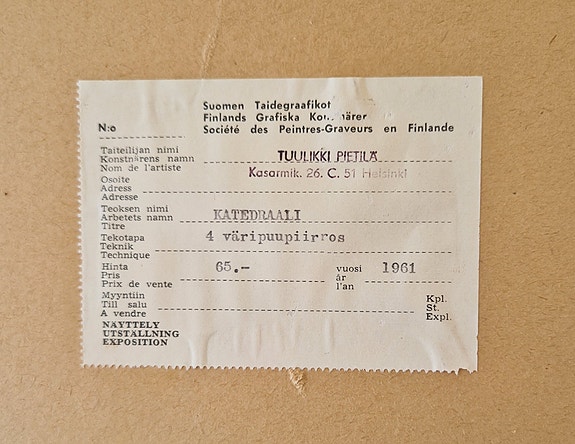 Suomen Taidegraafikot
Finlands Grafiska
N:o Société des Peintres-Graveurs en Finlande
Taiteilijan nimi
Konstnärens namn TUULIKKI PIETILÄ
Nom de l'artiste
Osoite Kasarmik. 26. C. 51 Helsinki
Adress
Adresse
Teoksen nimi
Arbetets namn KATEDRAALI
Titre
Tekotapa 4 väripuupiirros
Teknik
Technique
Hinta 65.- vuosi 1961
Pris år
Prix de vente l'an
Myyntiin Kpl.
Till salu St.
A vendre Expl.
NÄYTTELY
UTSTÄLLNING
EXPOSITION